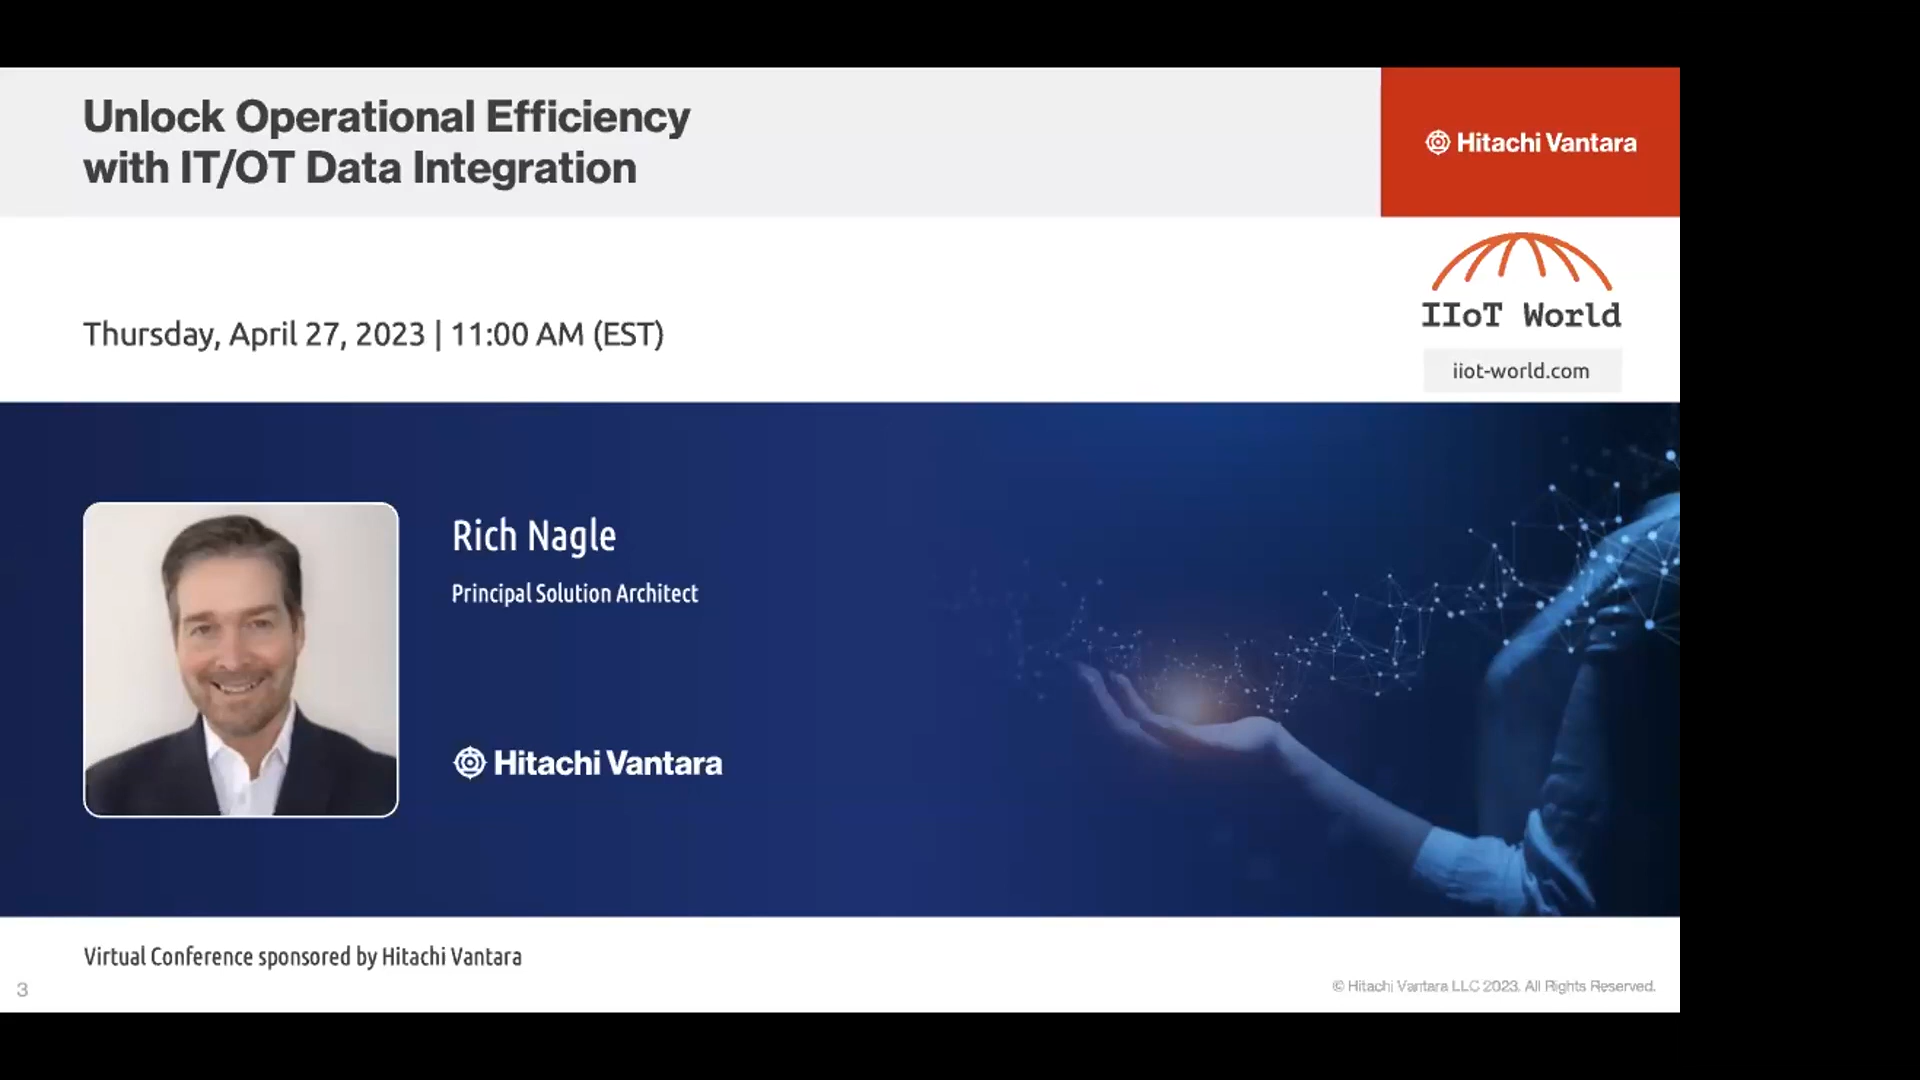 Unlock Operational Efficiency
with IT/OT Data Integration
Hitachi Vantara
Thursday, April 27, 2023 | 11:00 AM (EST)
IIoT World
iiot-world.com
Rich Nagle
Principal Solution Architect
Hitachi Vantara
Virtual Conference sponsored by Hitachi Vantara
3
© Hitachi Vantara LLC 2023. All Rights Reserved.